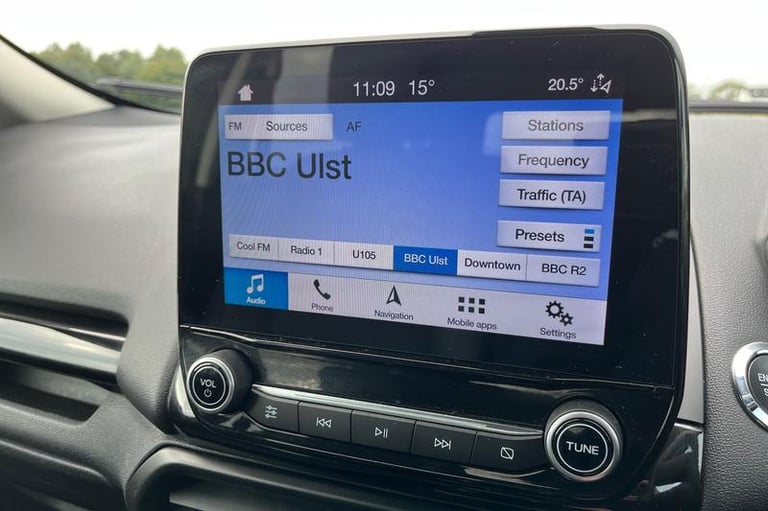 11:09 15° 20.5°
FM Sources AF Stations
BBC Ulst
Frequency
Traffic (TA)
Presets
Cool FM Radio 1 U105 BBC Ulst Downtown BBC R2
Audio Phone Navigation Mobile apps Settings
VOL
TUNE